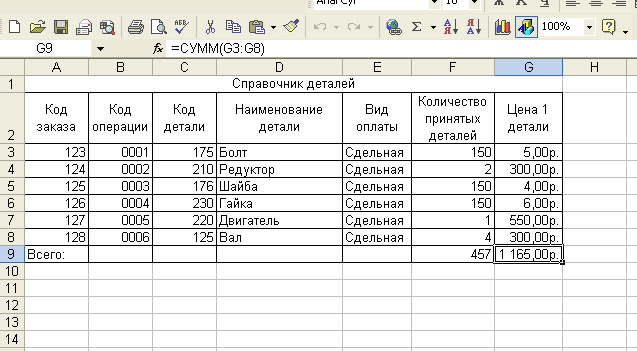 Arial Cyr 10 Ж К Ч
100%
G9 fx =СУММ(G3:G8)
A B C D E F G H
1 Справочник деталей
2 Код заказа Код операции Код детали Наименование детали Вид оплаты Количество принятых деталей Цена 1 детали
3 123 0001 175 Болт Сдельная 150 5,00р.
4 124 0002 210 Редуктор Сдельная 2 300,00р.
5 125 0003 176 Шайба Сдельная 150 4,00р.
6 126 0004 230 Гайка Сдельная 150 6,00р.
7 127 0005 220 Двигатель Сдельная 1 550,00р.
8 128 0006 125 Вал Сдельная 4 300,00р.
9 Всего: 457 1 165,00р.
10
11
12
13
14